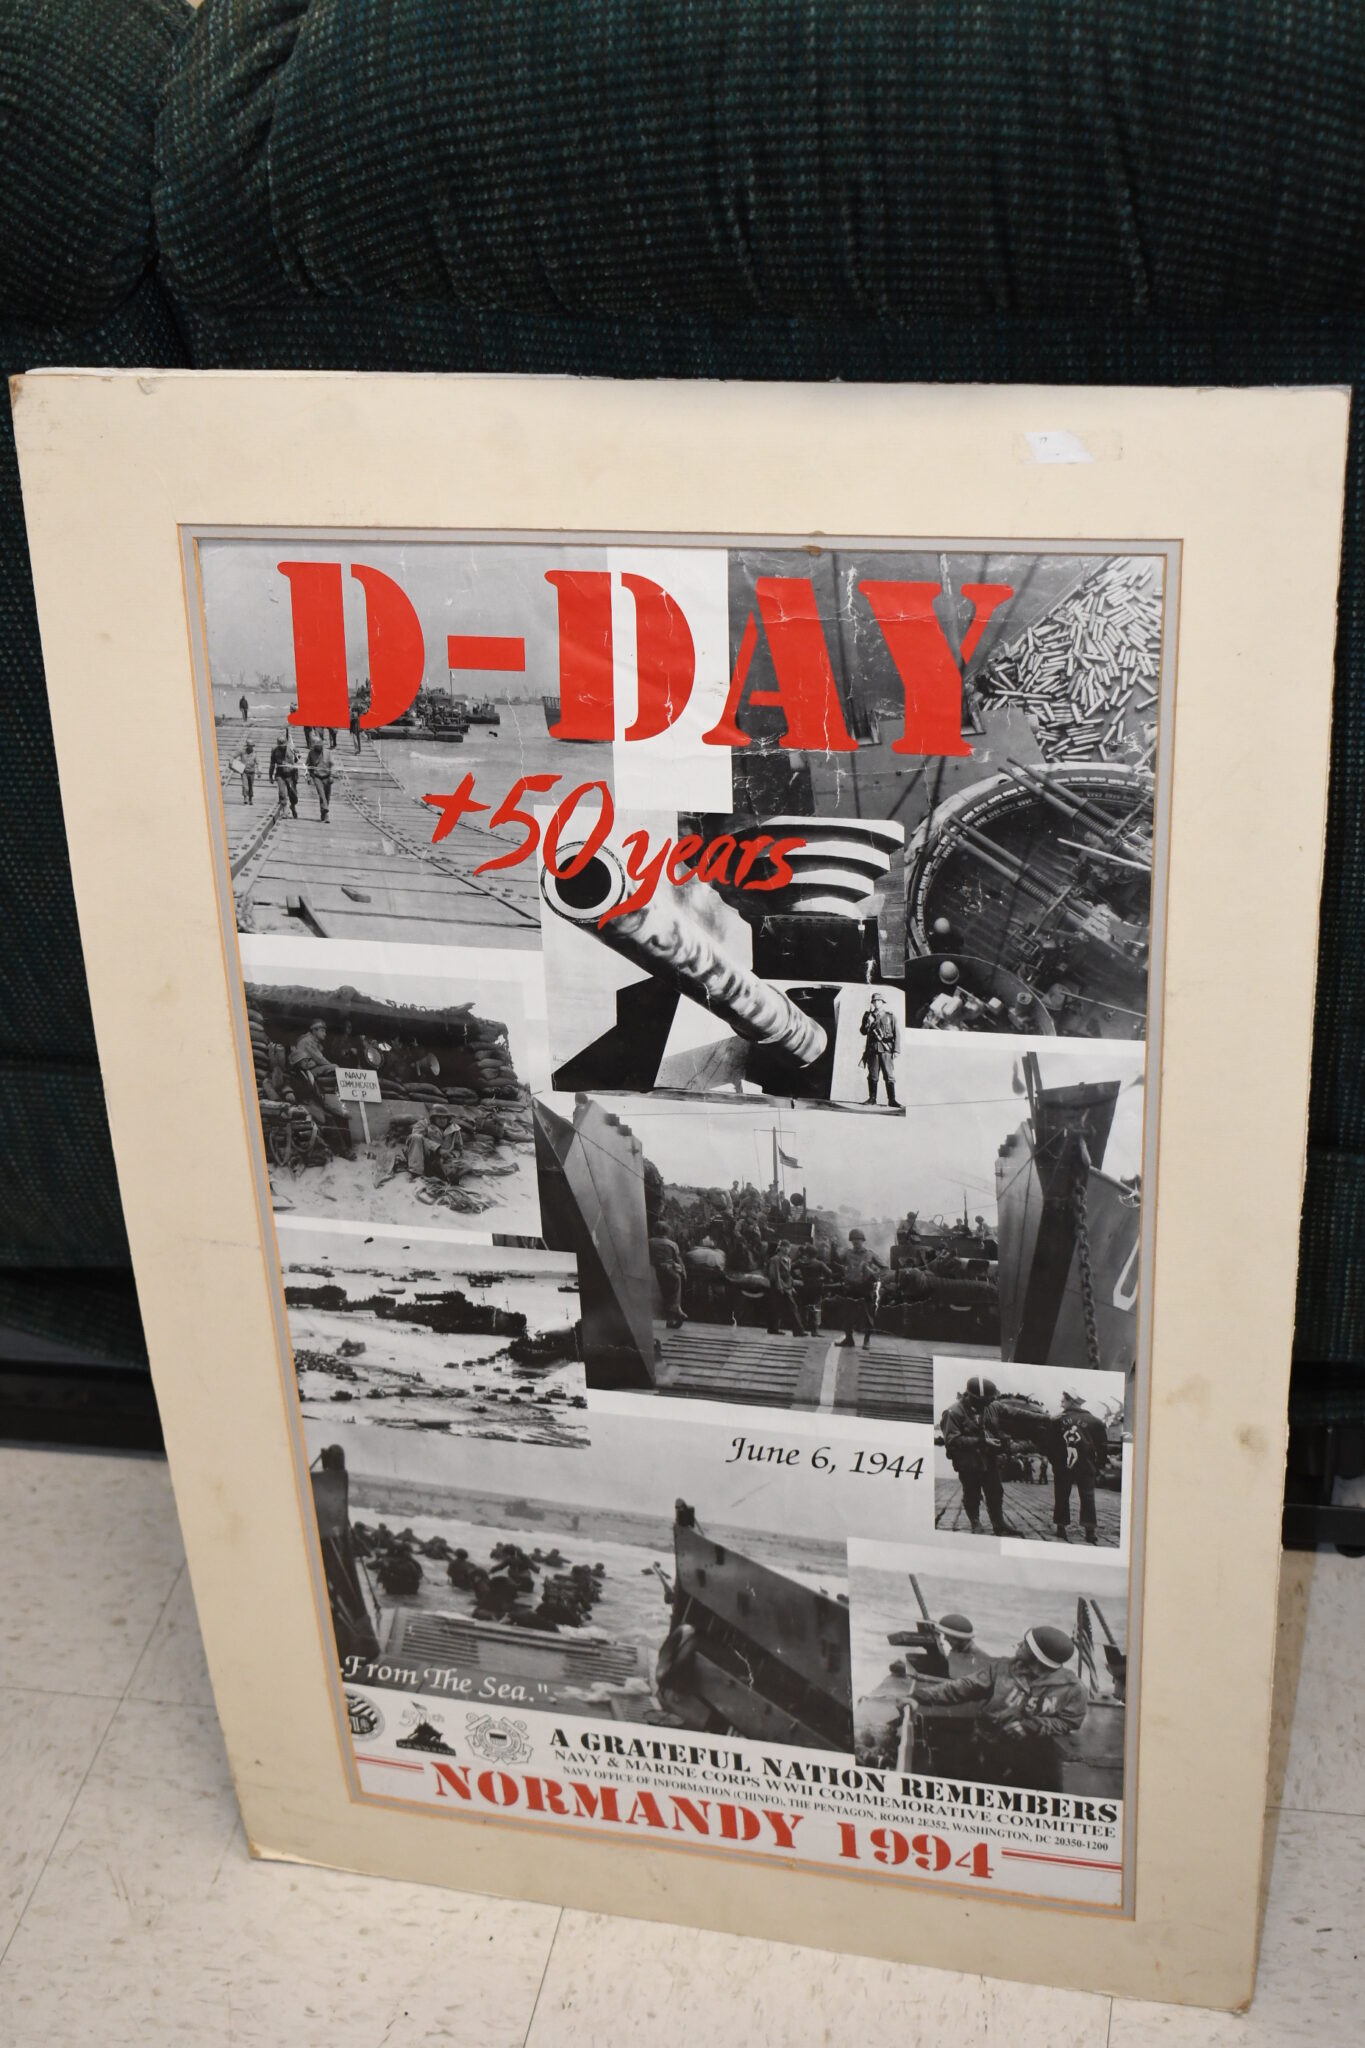 D-DAY
+50 years
NAVY
COMMUNICATION
C P
June 6, 1944
From The Sea."
USN
50th
A GRATEFUL NATION REMEMBERS
NAVY & MARINE CORPS WWII COMMEMORATIVE COMMITTEE
NAVY OFFICE OF INFORMATION (CHINFO), THE PENTAGON, ROOM 2E352, WASHINGTON, DC 20350-1200
NORMANDY 1994